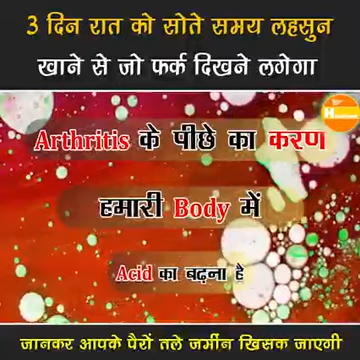 3 दिन रात को सोते समय लहसुन
खाने से जो फर्क दिखने लगेगा
Arthritis के पीछे का करण
हमारी Body में
Acid का बढ़ना हे
जानकर आपके पैरों तले जमींन खिसक जाएगी